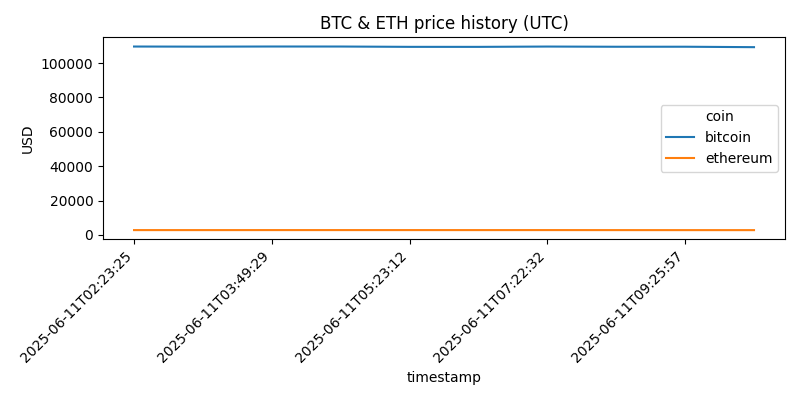 BTC & ETH price history (UTC)
USD
100000
80000
60000
40000
20000
0
coin
bitcoin
ethereum
2025-06-11T02:23:25
2025-06-11T03:49:29
2025-06-11T05:23:12
2025-06-11T07:22:32
2025-06-11T09:25:57
timestamp